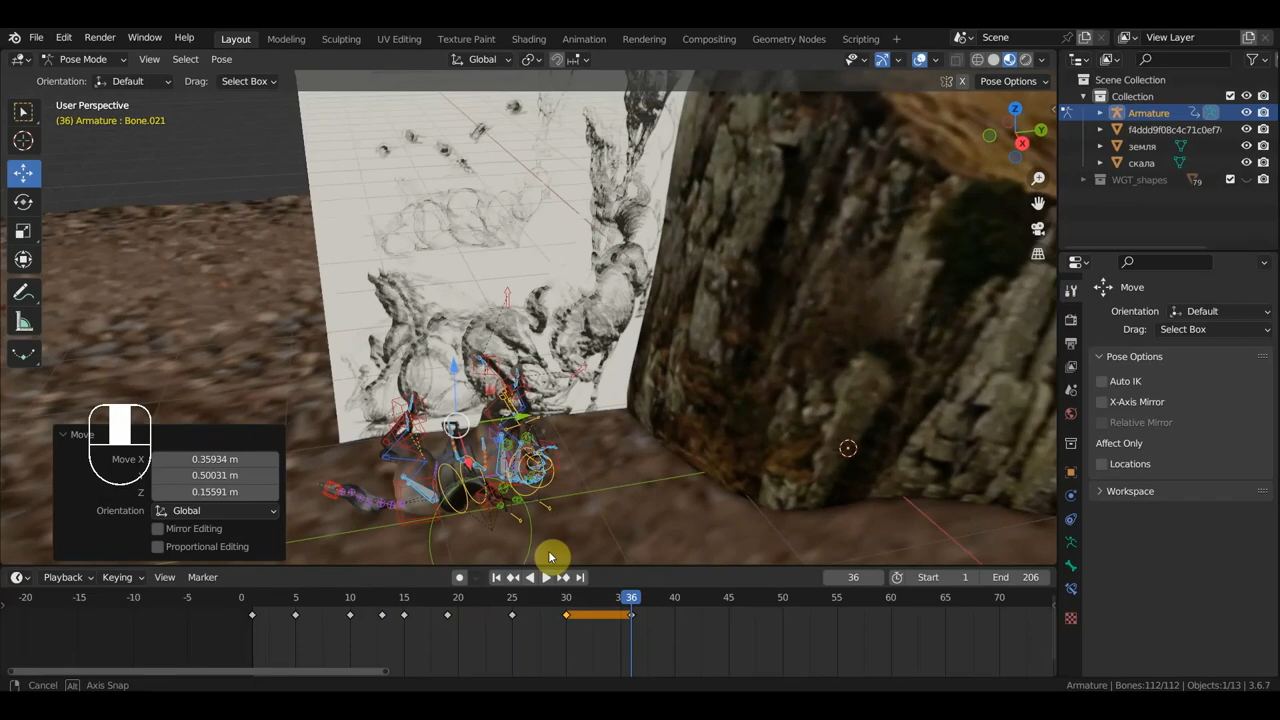 File Edit Render Window Help Layout Modeling Sculpting UV Editing Texture Paint Shading Animation Rendering Compositing Geometry Nodes Scripting + Scene View Layer
Pose Mode View Select Pose Global
Orientation: Default Drag: Select Box X Pose Options
User Perspective
(36) Armature : Bone.021
Z
Y
X
Scene Collection
Collection
Armature
f4ddd9f08c4c71c0ef7
земля
скала
WGT_shapes 79
Move
Orientation Default
Drag: Select Box
Pose Options
Auto IK
X-Axis Mirror
Relative Mirror
Affect Only
Locations
Workspace
Move
Move X 0.35934 m
Y 0.50031 m
Z 0.15591 m
Orientation Global
Mirror Editing
Proportional Editing
Playback Keying View Marker 36 Start 1 End 206
-20 -15 -10 -5 0 5 10 15 20 25 30 36 40 45 50 55 60 65 70
Cancel Alt Axis Snap Armature | Bones:112/112 | Objects:1/13 | 3.6.7